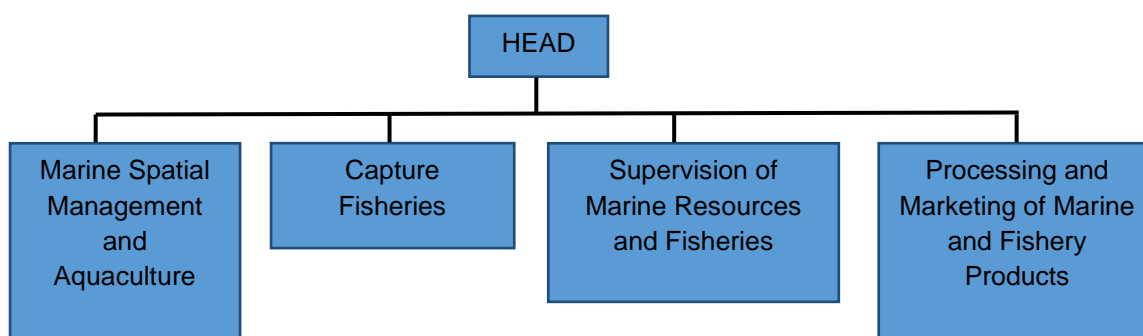 HEAD
Marine Spatial
Management
and
Aquaculture
Capture
Fisheries
Supervision of
Marine Resources
and Fisheries
Processing and
Marketing of Marine
and Fishery
Products